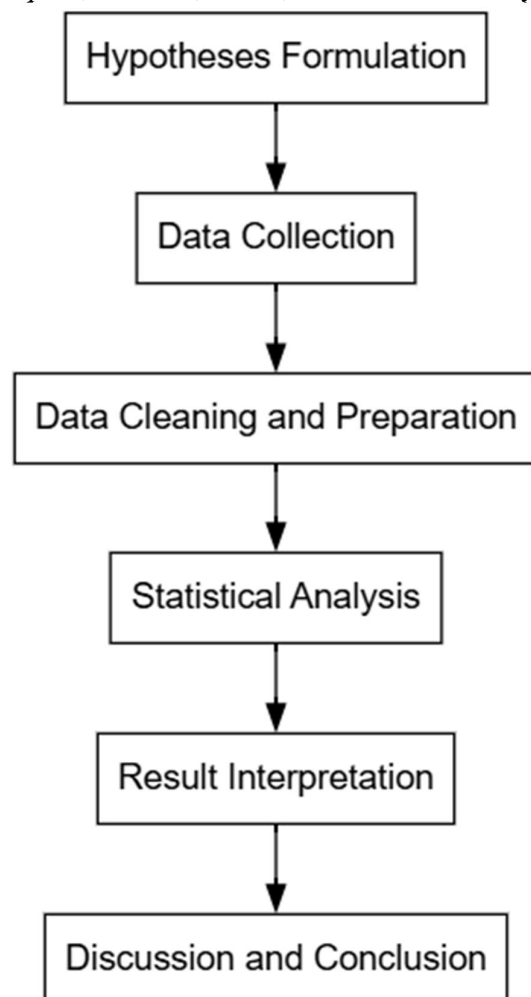 Hypotheses Formulation
Data Collection
Data Cleaning and Preparation
Statistical Analysis
Result Interpretation
Discussion and Conclusion